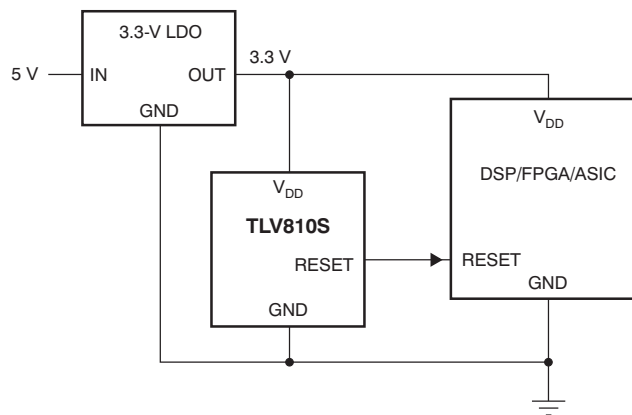 3.3-V LDO
3.3 V
5 V
IN
OUT
GND
VDD
DSP/FPGA/ASIC
VDD
TLV810S
RESET
RESET
GND
GND